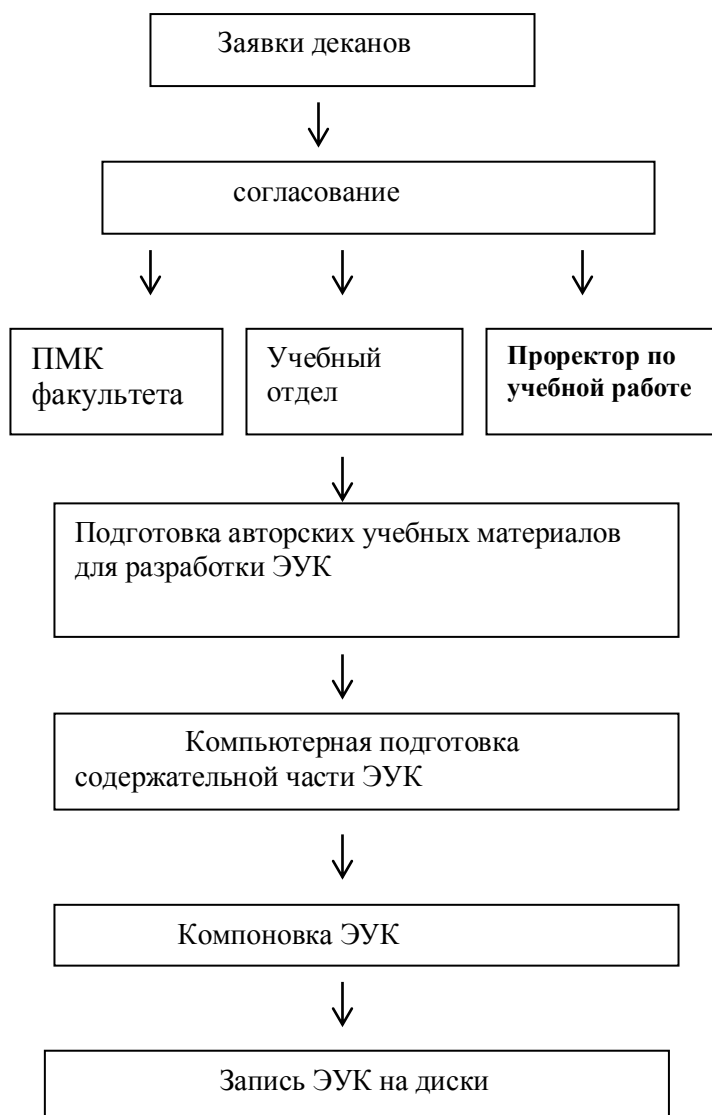 Заявки деканов
согласование
ПМК
факультета
Учебный
отдел
Проректор по
учебной работе
Подготовка авторских учебных материалов
для разработки ЭУК
Компьютерная подготовка
содержательной части ЭУК
Компоновка ЭУК
Запись ЭУК на диски